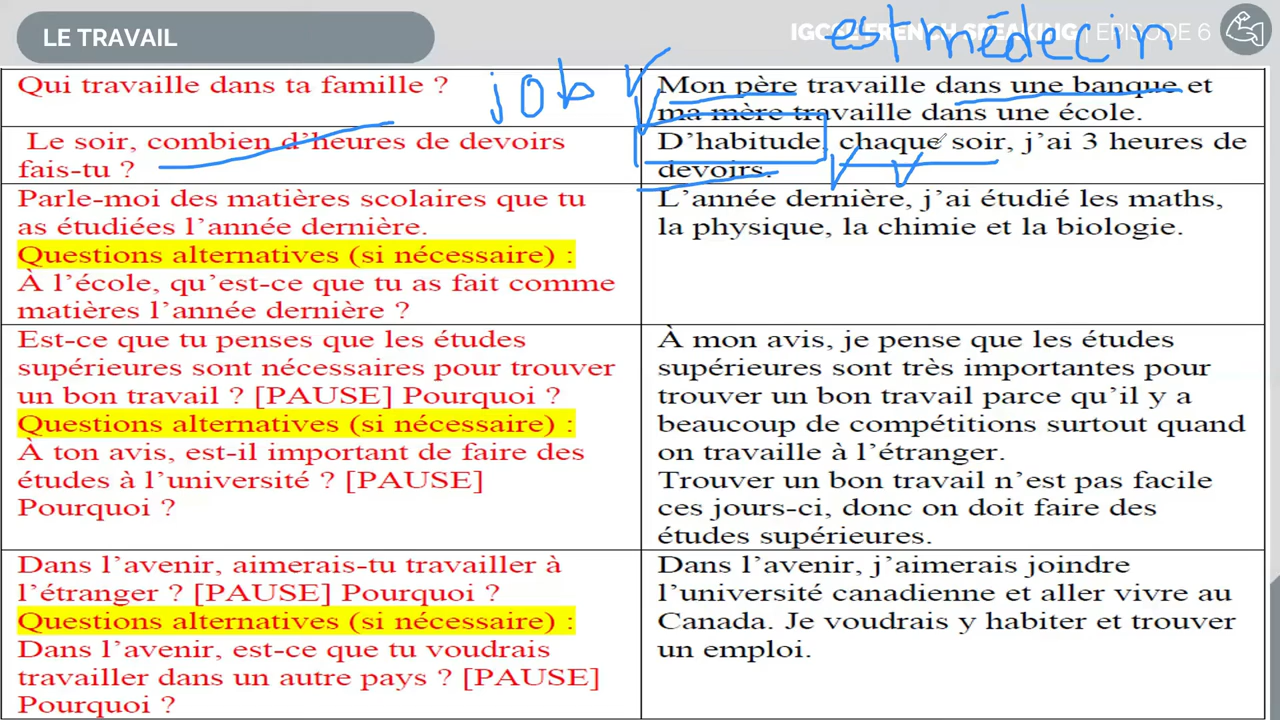 LE TRAVAIL
IGCSE FRENCH SPEAKING | EPISODE 6
est médecin
Qui travaille dans ta famille ?
job
Mon père travaille dans une banque et
ma mère travaille dans une école.
Le soir, combien d’heures de devoirs
fais-tu ?
D’habitude, chaque soir, j’ai 3 heures de
devoirs.
Parle-moi des matières scolaires que tu
as étudiées l’année dernière.
Questions alternatives (si nécessaire) :
À l’école, qu’est-ce que tu as fait comme
matières l’année dernière ?
L’année dernière, j’ai étudié les maths,
la physique, la chimie et la biologie.
Est-ce que tu penses que les études
supérieures sont nécessaires pour trouver
un bon travail ? [PAUSE] Pourquoi ?
Questions alternatives (si nécessaire) :
À ton avis, est-il important de faire des
études à l’université ? [PAUSE]
Pourquoi ?
À mon avis, je pense que les études
supérieures sont très importantes pour
trouver un bon travail parce qu’il y a
beaucoup de compétitions surtout quand
on travaille à l’étranger.
Trouver un bon travail n’est pas facile
ces jours-ci, donc on doit faire des
études supérieures.
Dans l’avenir, aimerais-tu travailler à
l’étranger ? [PAUSE] Pourquoi ?
Questions alternatives (si nécessaire) :
Dans l’avenir, est-ce que tu voudrais
travailler dans un autre pays ? [PAUSE]
Pourquoi ?
Dans l’avenir, j’aimerais joindre
l’université canadienne et aller vivre au
Canada. Je voudrais y habiter et trouver
un emploi.